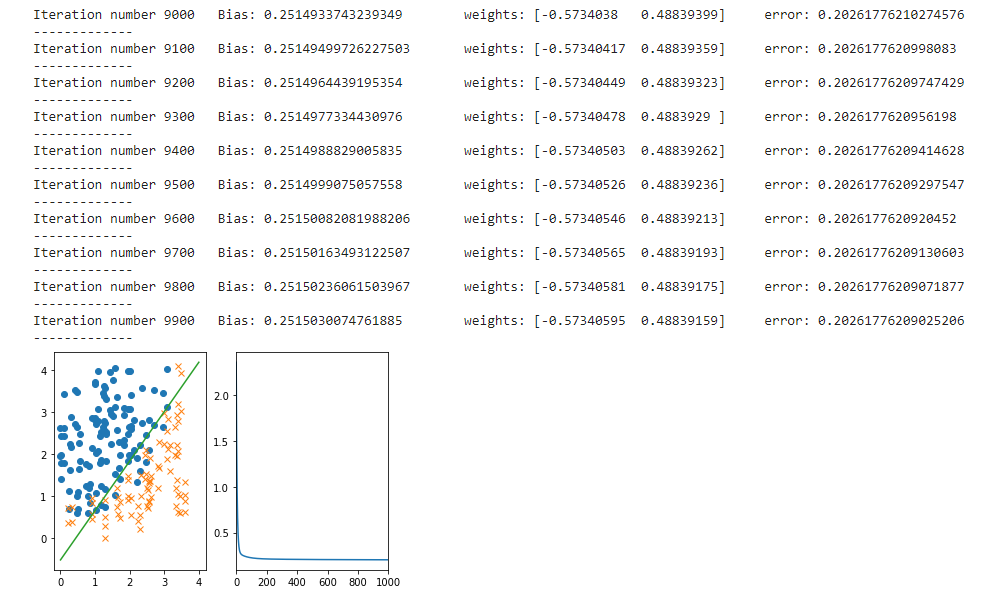 Iteration number 9000 Bias: 0.2514933743239349 weights: [-0.5734038 0.48839399] error: 0.20261776210274576
-------------
Iteration number 9100 Bias: 0.25149499726227503 weights: [-0.57340417 0.48839359] error: 0.2026177620998083
-------------
Iteration number 9200 Bias: 0.2514964439195354 weights: [-0.57340449 0.48839323] error: 0.20261776209747429
-------------
Iteration number 9300 Bias: 0.2514977334430976 weights: [-0.57340478 0.4883929 ] error: 0.2026177620956198
-------------
Iteration number 9400 Bias: 0.2514988829005835 weights: [-0.57340503 0.48839262] error: 0.20261776209414628
-------------
Iteration number 9500 Bias: 0.2514999075057558 weights: [-0.57340526 0.48839236] error: 0.20261776209297547
-------------
Iteration number 9600 Bias: 0.25150082081988206 weights: [-0.57340546 0.48839213] error: 0.2026177620920452
-------------
Iteration number 9700 Bias: 0.25150163493122507 weights: [-0.57340565 0.48839193] error: 0.20261776209130603
-------------
Iteration number 9800 Bias: 0.25150236061503967 weights: [-0.57340581 0.48839175] error: 0.20261776209071877
-------------
Iteration number 9900 Bias: 0.2515030074761885 weights: [-0.57340595 0.48839159] error: 0.20261776209025206
-------------
4
3
2
1
0
0 1 2 3 4
2.0
1.5
1.0
0.5
0 200 400 600 800 1000